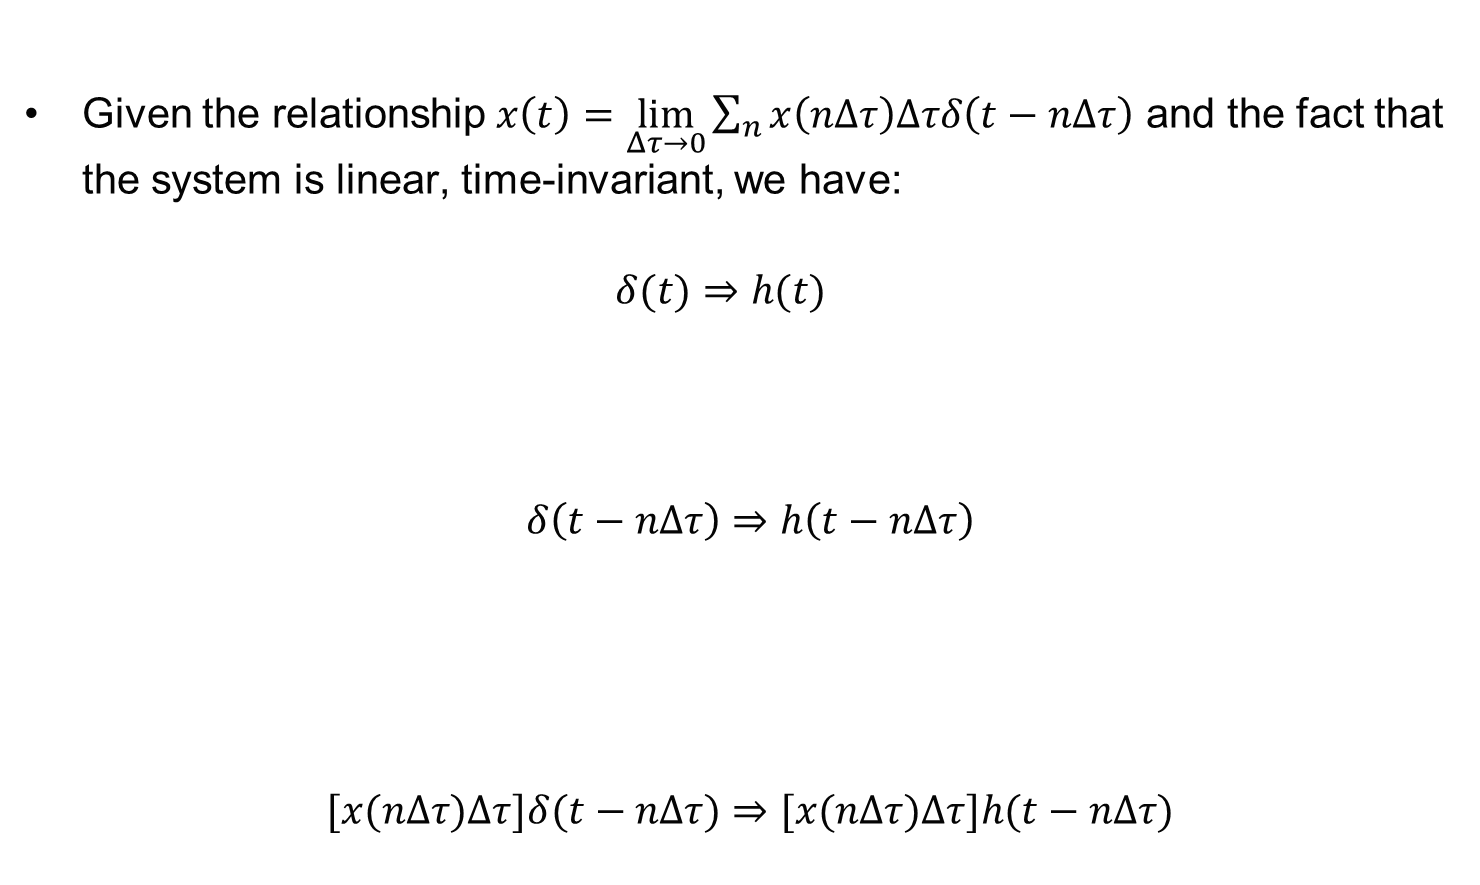 • Given the relationship 𝑥(𝑡) = lim_{Δ𝜏→0} ∑_𝑛 𝑥(𝑛Δ𝜏)Δ𝜏𝛿(𝑡 − 𝑛Δ𝜏) and the fact that
the system is linear, time-invariant, we have:
𝛿(𝑡) ⇒ ℎ(𝑡)
𝛿(𝑡 − 𝑛Δ𝜏) ⇒ ℎ(𝑡 − 𝑛Δ𝜏)
[𝑥(𝑛Δ𝜏)Δ𝜏]𝛿(𝑡 − 𝑛Δ𝜏) ⇒ [𝑥(𝑛Δ𝜏)Δ𝜏]ℎ(𝑡 − 𝑛Δ𝜏)